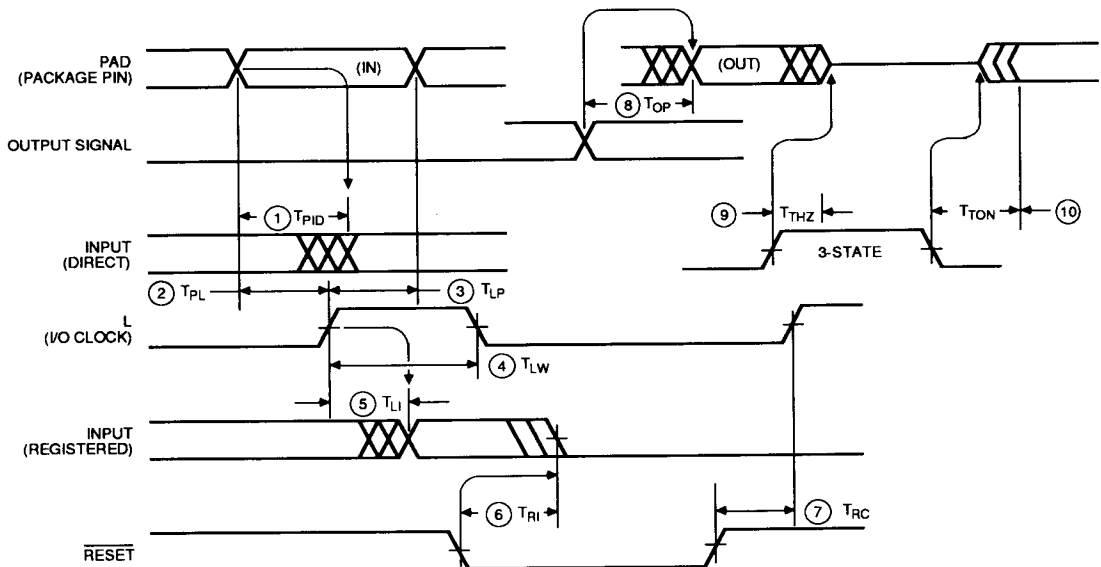 PAD
(PACKAGE PIN)
(IN)
(OUT)
8 TOP
OUTPUT SIGNAL
1 TPID
9 TTHZ
TTON 10
INPUT
(DIRECT)
3-STATE
2 TPL
3 TLP
L
(I/O CLOCK)
4 TLW
5 TLI
INPUT
(REGISTERED)
6 TRI
7 TRC
RESET